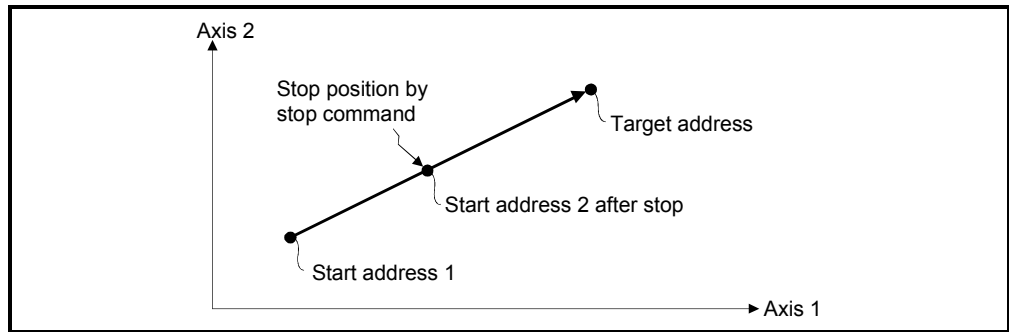 Axis 2
Stop position by
stop command
Target address
Start address 2 after stop
Start address 1
Axis 1